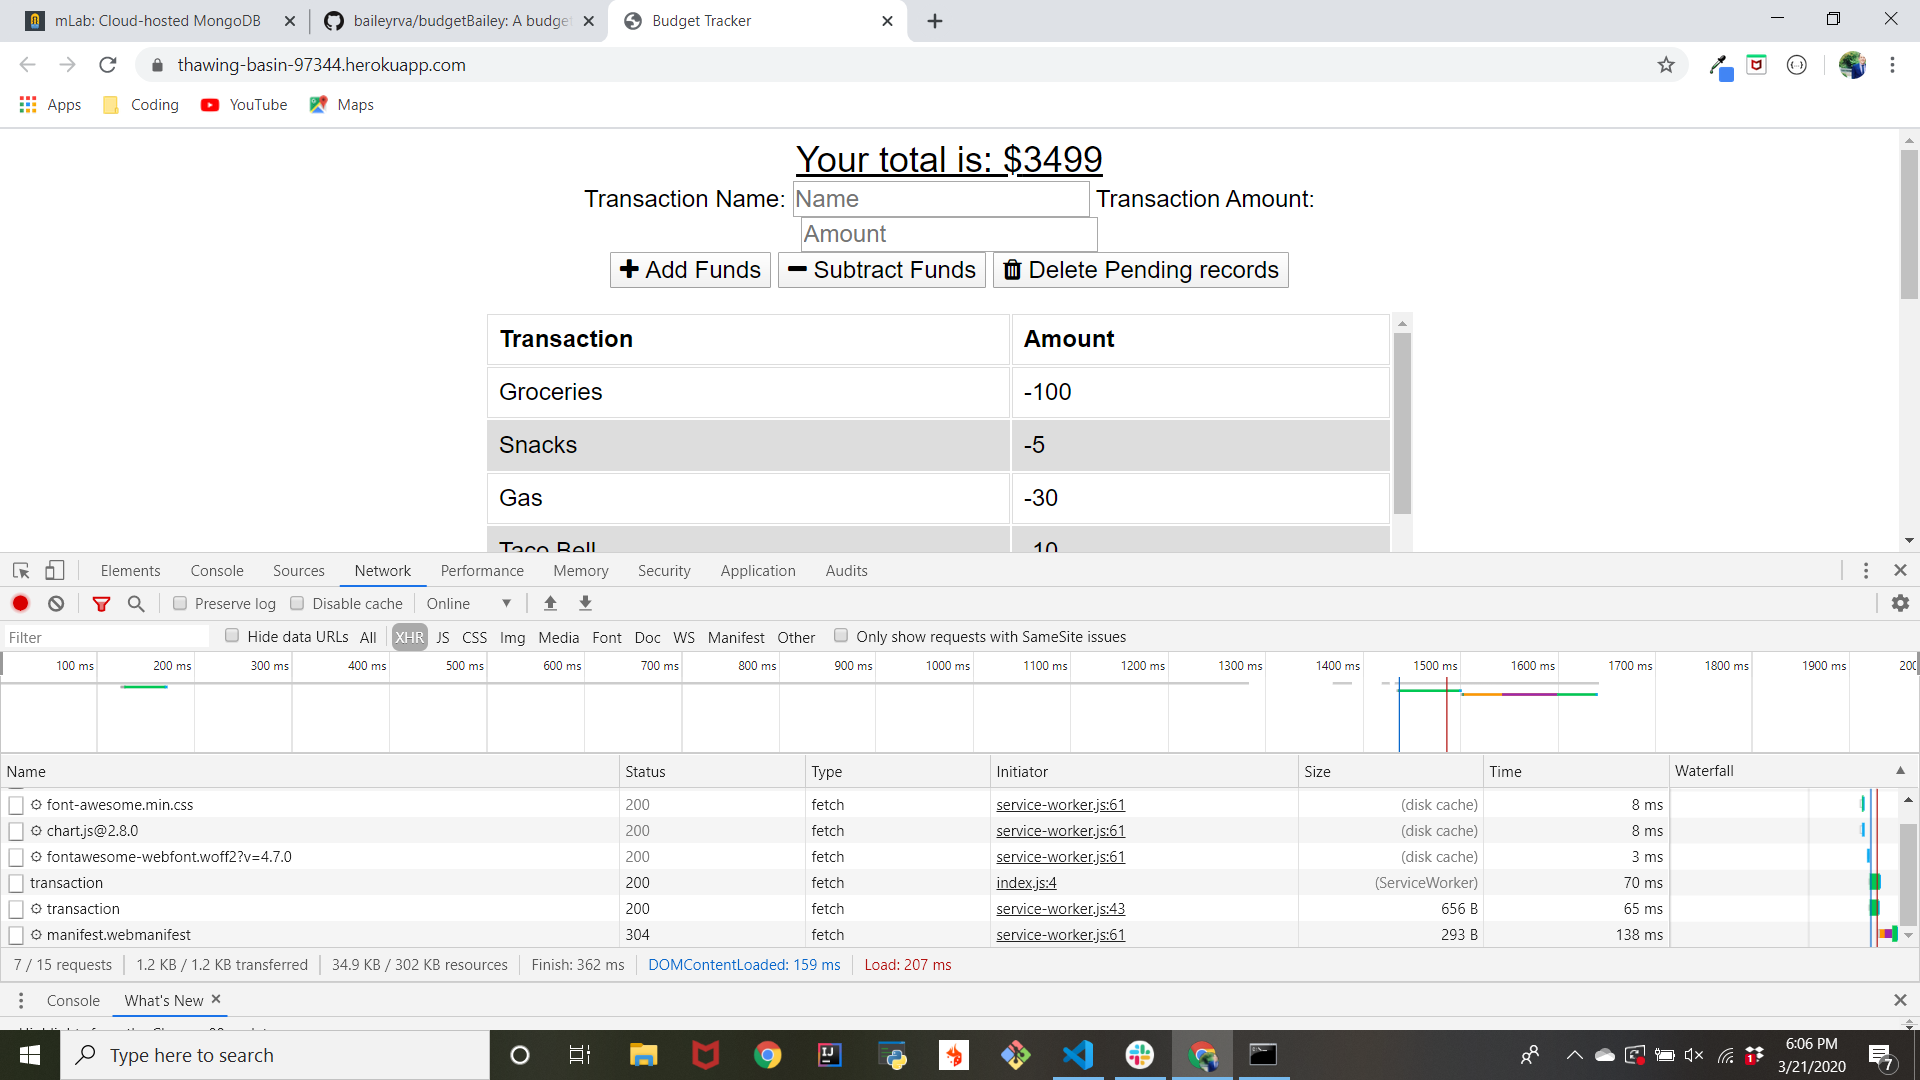 mLab: Cloud-hosted MongoDB
baileyrva/budgetBailey: A budge
Budget Tracker
thawing-basin-97344.herokuapp.com
Apps Coding YouTube Maps
Your total is: $3499
Transaction Name: Name Transaction Amount:
Amount
Add Funds Subtract Funds Delete Pending records
Transaction Amount
Groceries -100
Snacks -5
Gas -30
Taco Bell -10
Elements Console Sources Network Performance Memory Security Application Audits
Preserve log Disable cache Online
Filter Hide data URLs All XHR JS CSS Img Media Font Doc WS Manifest Other Only show requests with SameSite issues
100 ms 200 ms 300 ms 400 ms 500 ms 600 ms 700 ms 800 ms 900 ms 1000 ms 1100 ms 1200 ms 1300 ms 1400 ms 1500 ms 1600 ms 1700 ms 1800 ms 1900 ms 200
Name Status Type Initiator Size Time Waterfall
font-awesome.min.css 200 fetch service-worker.js:61 (disk cache) 8 ms
chart.js@2.8.0 200 fetch service-worker.js:61 (disk cache) 8 ms
fontawesome-webfont.woff2?v=4.7.0 200 fetch service-worker.js:61 (disk cache) 3 ms
transaction 200 fetch index.js:4 (ServiceWorker) 70 ms
transaction 200 fetch service-worker.js:43 656 B 65 ms
manifest.webmanifest 304 fetch service-worker.js:61 293 B 138 ms
7 / 15 requests 1.2 KB / 1.2 KB transferred 34.9 KB / 302 KB resources Finish: 362 ms DOMContentLoaded: 159 ms Load: 207 ms
Console What's New
Type here to search
6:06 PM
3/21/2020
7